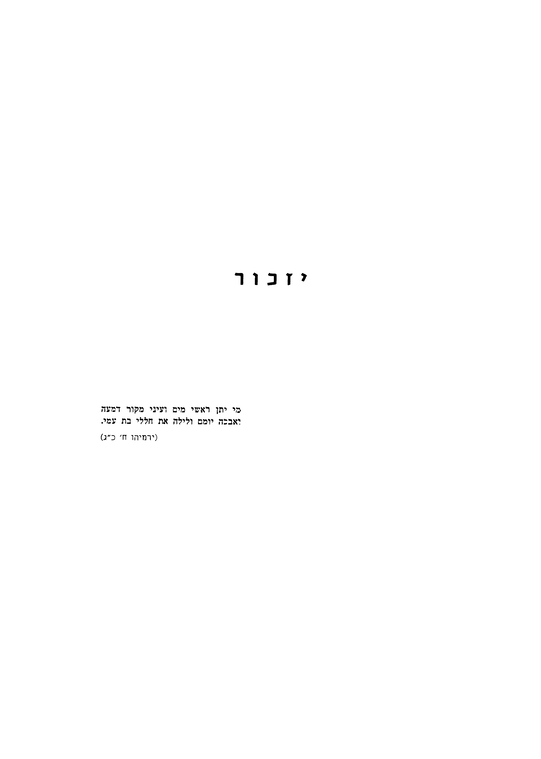 יזכור
מי יתן ראשי מים ועיני מקור דמעה
ואבכה יומם ולילה את חללי בת עמי.
(ירמיהו ח׳ כ״ג)